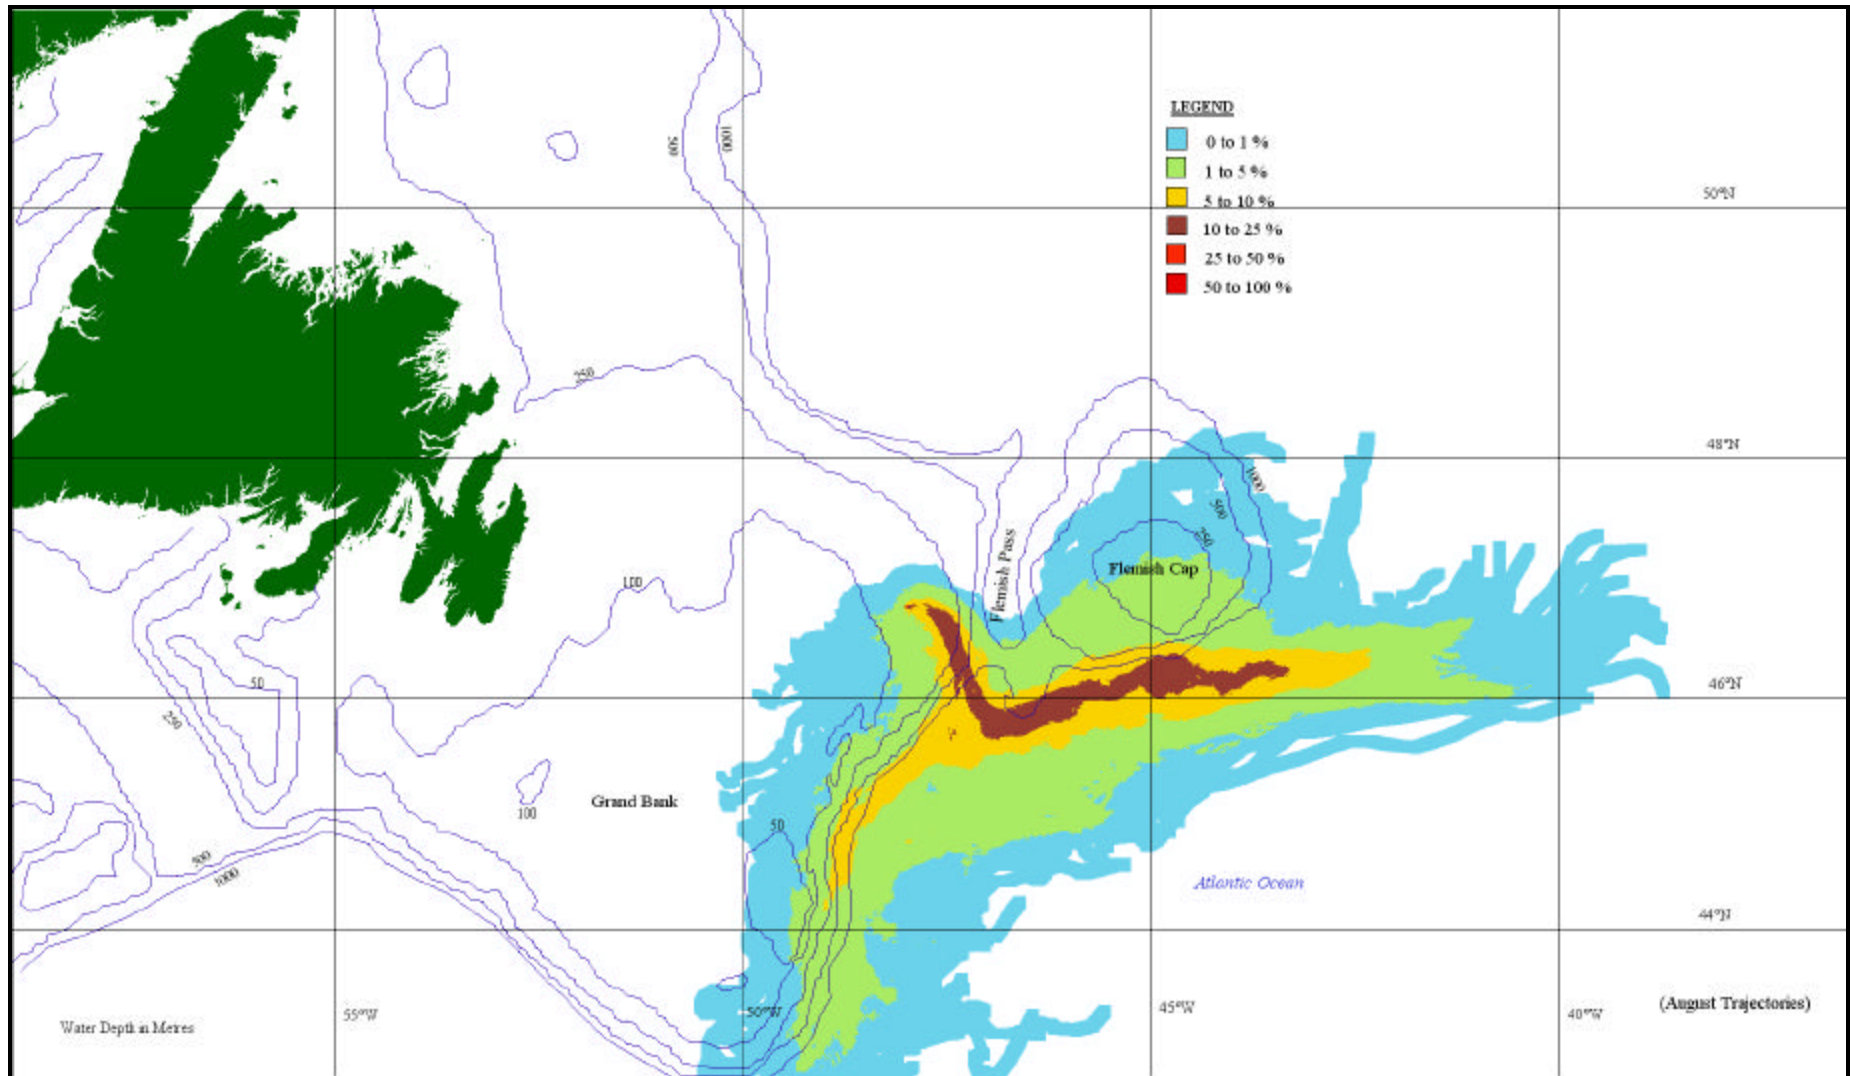 LEGEND
0 to 1 %
1 to 5 %
5 to 10 %
10 to 25 %
25 to 50 %
50 to 100 %
500
1000
50°N
250
48°N
1000
500
250
Flemish Pass
Flemish Cap
100
50
250
46°N
Grand Bank
100
50
500
1000
Atlantic Ocean
44°N
55°W
50°W
45°W
40°W
(August Trajectories)
Water Depth in Metres